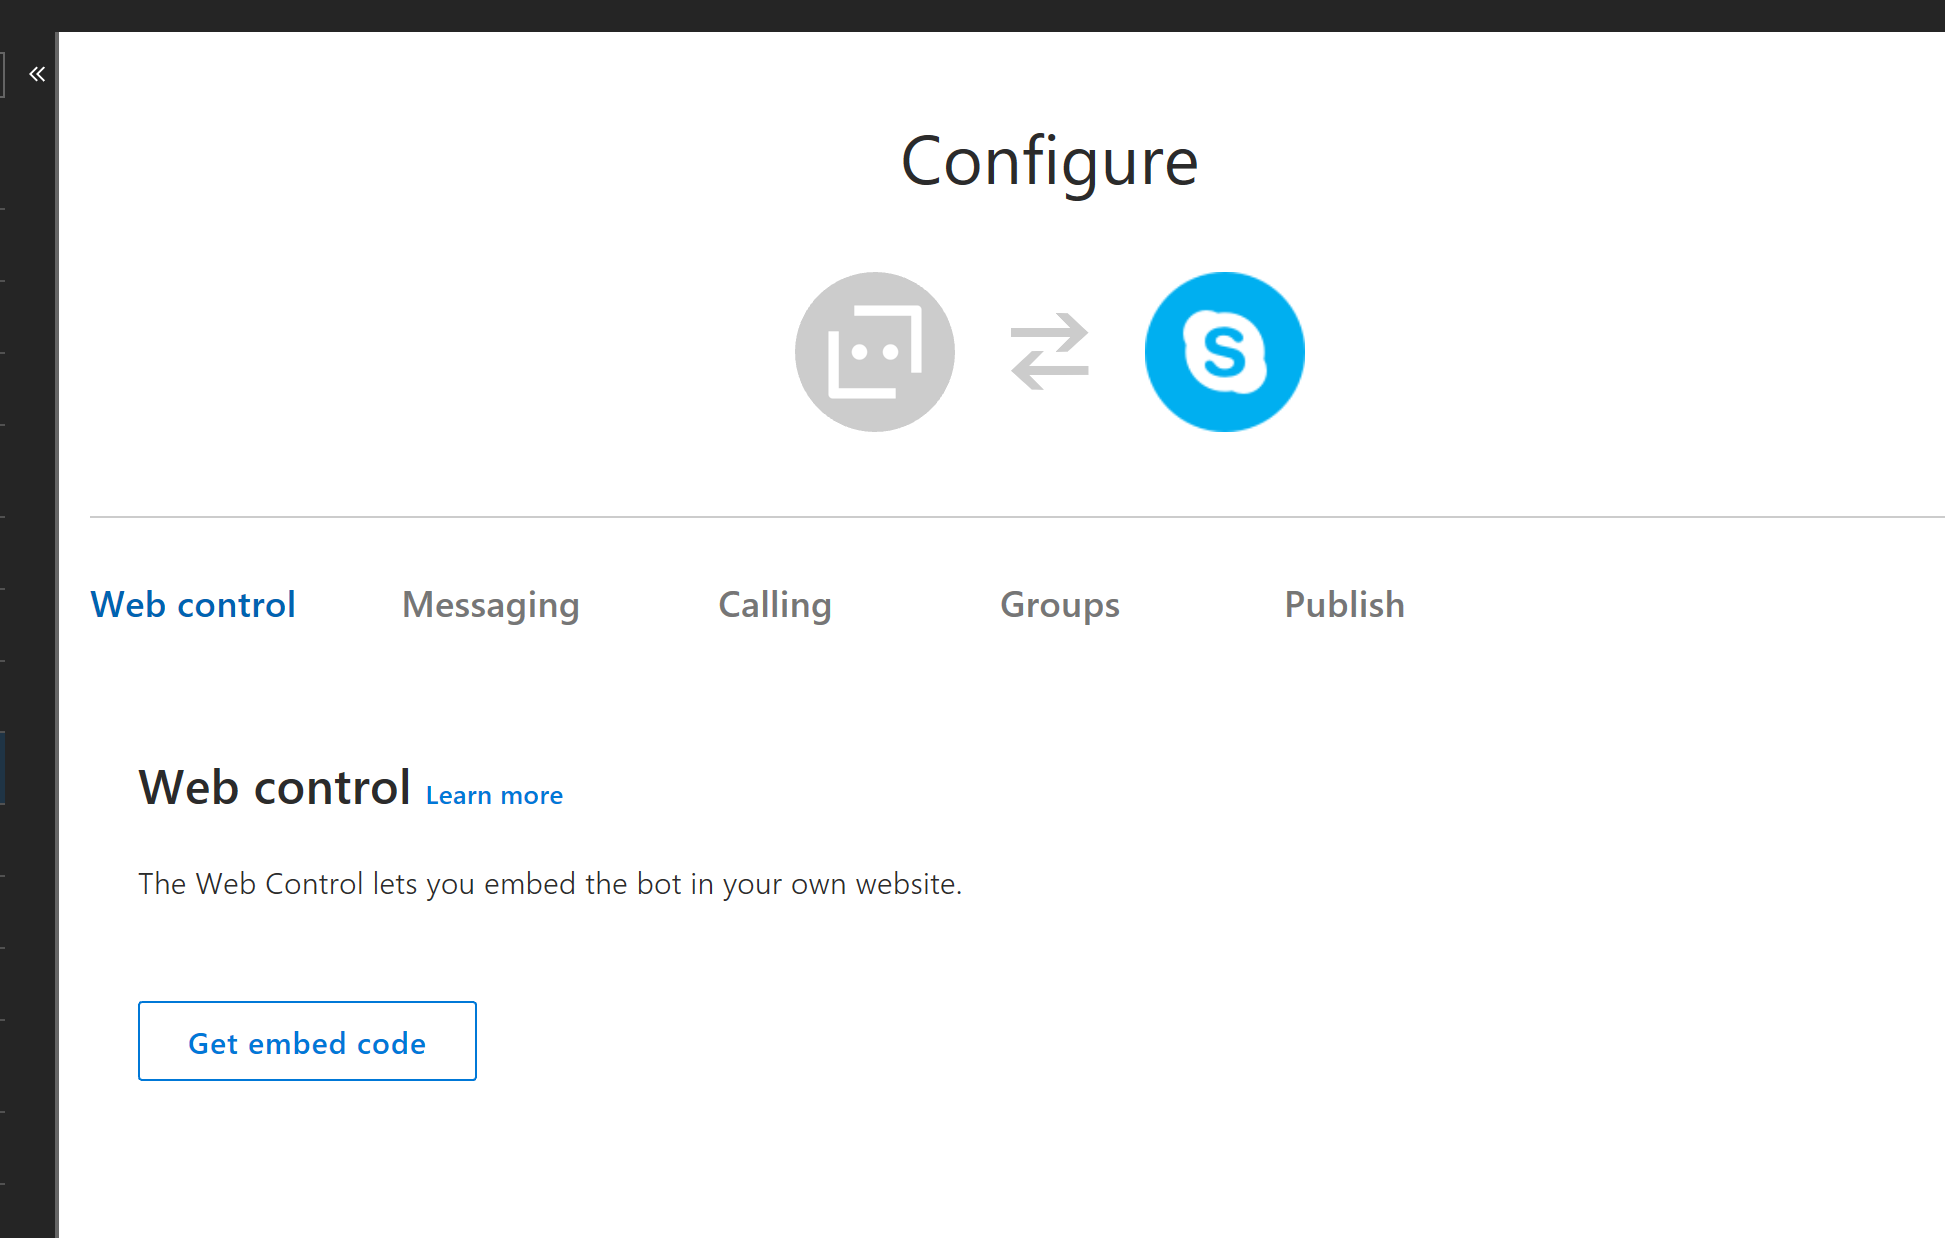 Configure
Web control Messaging Calling Groups Publish
Web control Learn more
The Web Control lets you embed the bot in your own website.
Get embed code